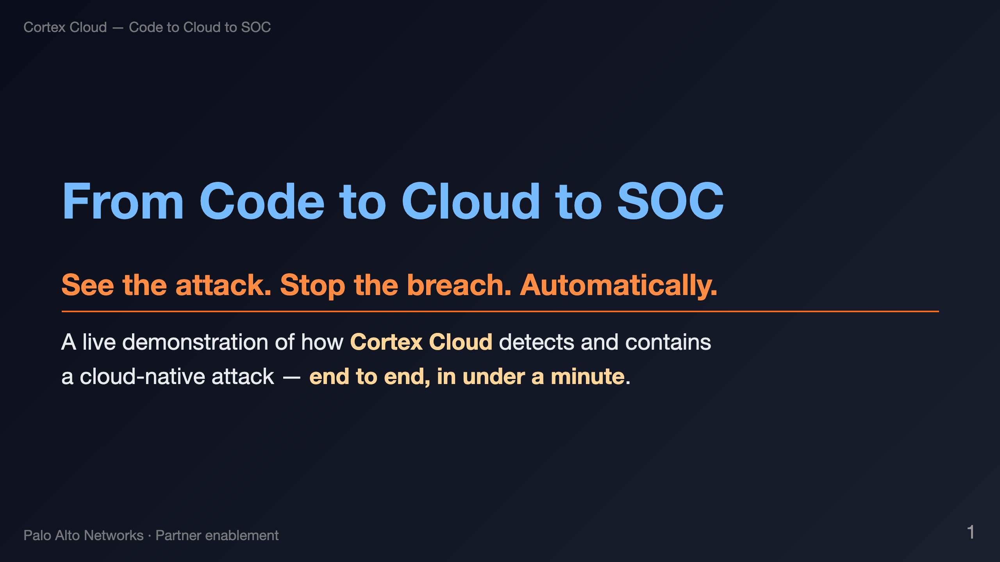 Cortex Cloud — Code to Cloud to SOC
From Code to Cloud to SOC
See the attack. Stop the breach. Automatically.
A live demonstration of how Cortex Cloud detects and contains
a cloud-native attack — end to end, in under a minute.
Palo Alto Networks · Partner enablement
1